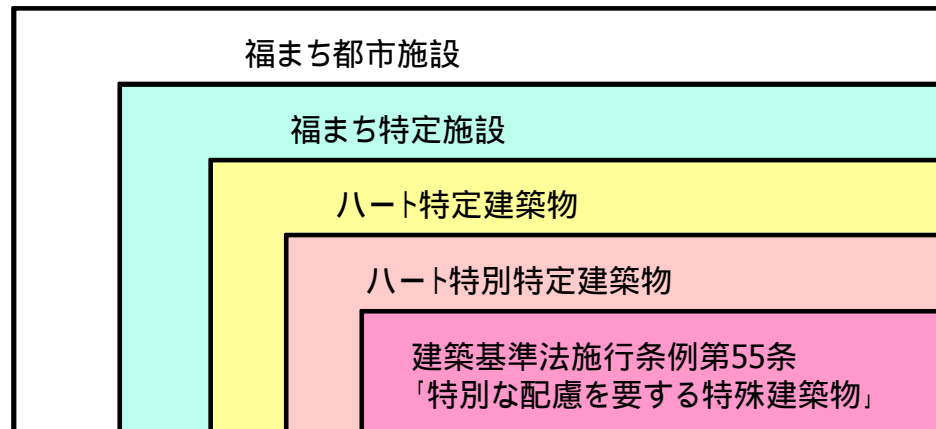 福まち都市施設
福まち特定施設
ハート特定建築物
ハート特別特定建築物
建築基準法施行条例第55条
「特別な配慮を要する特殊建築物」